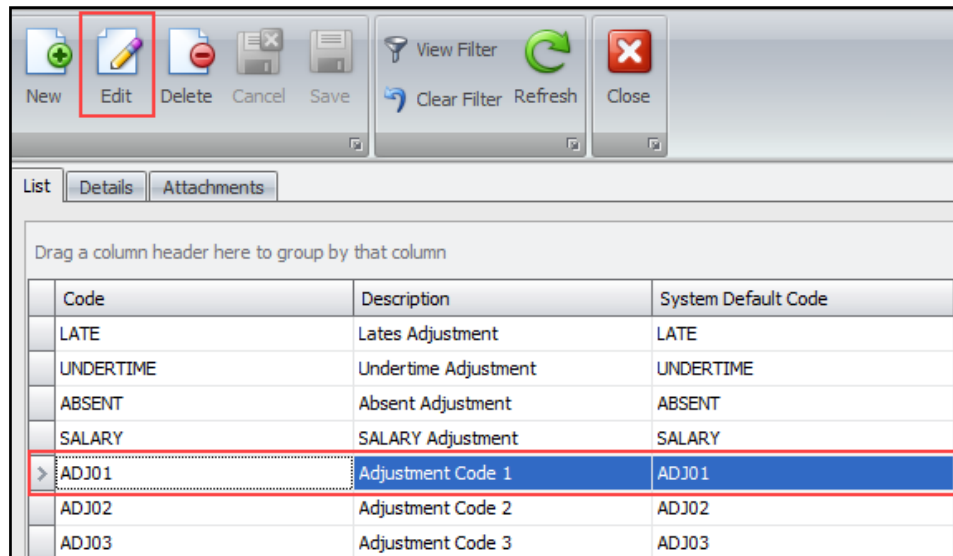 View Filter
New Edit Delete Cancel Save Clear Filter Refresh Close
List Details Attachments
Drag a column header here to group by that column
Code Description System Default Code
LATE Lates Adjustment LATE
UNDERTIME Undertime Adjustment UNDERTIME
ABSENT Absent Adjustment ABSENT
SALARY SALARY Adjustment SALARY
ADJ01 Adjustment Code 1 ADJ01
ADJ02 Adjustment Code 2 ADJ02
ADJ03 Adjustment Code 3 ADJ03